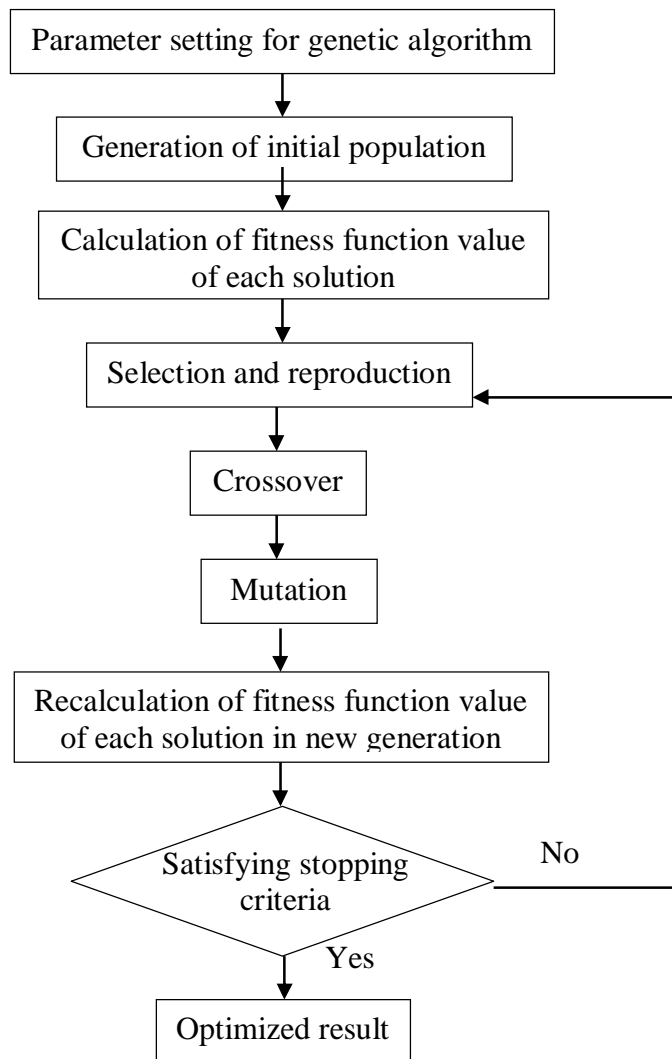 Parameter setting for genetic algorithm
Generation of initial population
Calculation of fitness function value
of each solution
Selection and reproduction
Crossover
Mutation
Recalculation of fitness function value
of each solution in new generation
Satisfying stopping
criteria
No
Yes
Optimized result